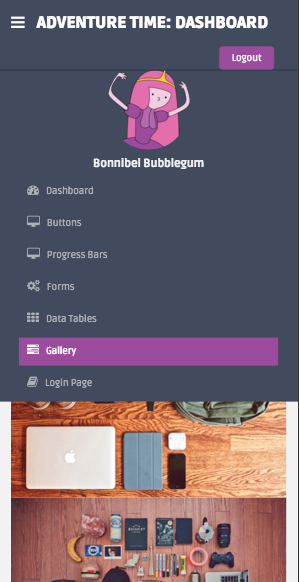 ADVENTURE TIME: DASHBOARD
Logout
Bonnibel Bubblegum
Dashboard
Buttons
Progress Bars
Forms
Data Tables
Gallery
Login Page